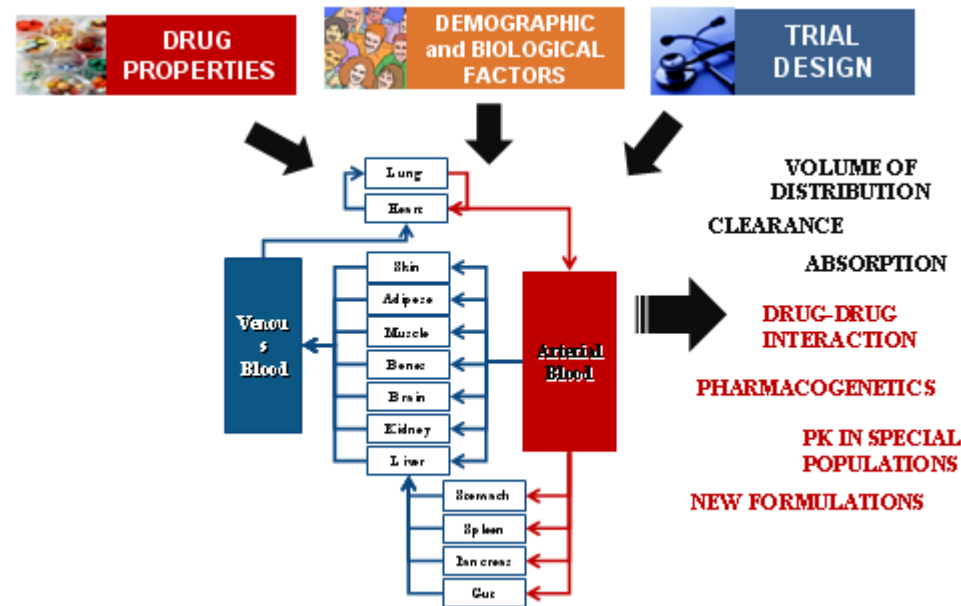 DRUG
PROPERTIES
DEMOGRAPHIC
and BIOLOGICAL
FACTORS
TRIAL
DESIGN
Lung
Heart
Skin
Adipose
Muscle
Bones
Brain
Kidney
Liver
Stomach
Spleen
Pancreas
Gut
Venou
s
Blood
Arterial
Blood
VOLUME OF
DISTRIBUTION
CLEARANCE
ABSORPTION
DRUG-DRUG
INTERACTION
PHARMACOGENETICS
PK IN SPECIAL
POPULATIONS
NEW FORMULATIONS